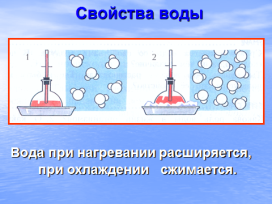 Свойства воды
1 2
Вода при нагревании расширяется,
при охлаждении сжимается.